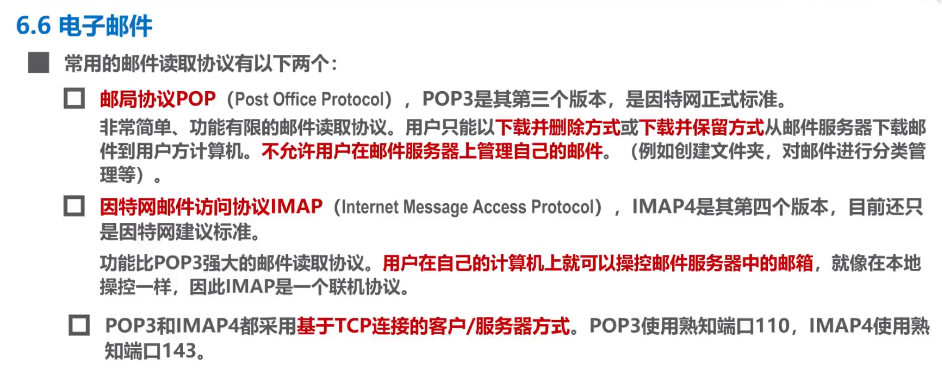 6.6 电子邮件
常用的邮件读取协议有以下两个：
邮局协议POP（Post Office Protocol），POP3是其第三个版本，是因特网正式标准。
非常简单、功能有限的邮件读取协议。用户只能以下载并删除方式或下载并保留方式从邮件服务器下载邮
件到用户方计算机。不允许用户在邮件服务器上管理自己的邮件。（例如创建文件夹，对邮件进行分类管
理等）。
因特网邮件访问协议IMAP（Internet Message Access Protocol），IMAP4是其第四个版本，目前还只
是因特网建议标准。
功能比POP3强大的邮件读取协议。用户在自己的计算机上就可以操控邮件服务器中的邮箱，就像在本地
操控一样，因此IMAP是一个联机协议。
POP3和IMAP4都采用基于TCP连接的客户/服务器方式。POP3使用熟知端口110，IMAP4使用熟
知端口143。